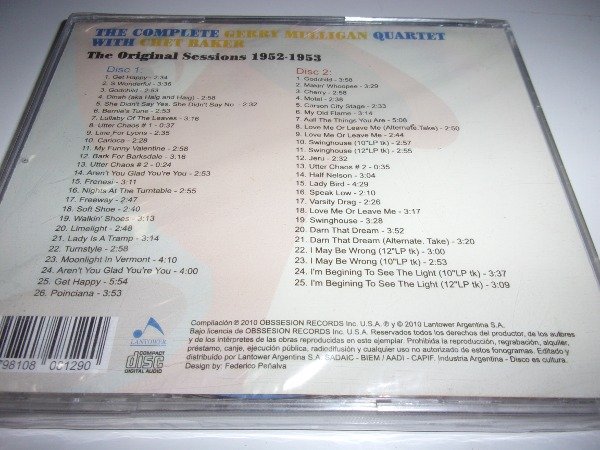 THE COMPLETE GERRY MULLIGAN QUARTET
WITH CHET BAKER
The Original Sessions 1952-1953
Disc 1:
1. Get Happy - 2:34
2. S Wonderful - 3:35
3. Godchild - 2:53
4. Dinah (aka Haig and Haig) - 2:58
5. She Didn't Say Yes, She Didn't Say No - 2:32
6. Bernie's Tune - 2:53
7. Lullaby Of The Leaves - 3:13
8. Utter Chaos # 1 - 0:31
9. Line For Lyons - 2:35
10. Carioca - 2:28
11. My Funny Valentine - 2:58
12. Bark For Barksdale - 3:18
13. Utter Chaos # 2 - 0:31
14. Aren't You Glad You're You - 2:55
15. Frenesi - 3:11
16. Nights At The Turntable - 2:55
17. Freeway - 2:47
18. Soft Shoe - 2:40
19. Walkin' Shoes - 3:13
20. Limelight - 2:40
21. Lady Is A Tramp - 3:14
22. Turnstyle - 2:58
23. Moonlight In Vermont - 4:10
24. Aren't You Glad You're You - 4:00
25. Get Happy - 5:54
26. Poinciana - 3:53
Disc 2:
1. Godchild - 3:58
2. Makin' Whoopee - 3:29
3. Cherry - 2:58
4. Motel - 2:58
5. Carson City Stage - 2:43
6. My Old Flame - 3:11
7. Aall The Things You Are - 5:06
8. Love Me Or Leave Me (Alternate.Take) - 2:50
9. Love Me Or Leave Me - 2:44
10. Swinghouse (10"LP tk) - 2:57
11. Swinghouse (12"LP tk) - 2:55
12. Jeru - 2:32
13. Utter Chaos # 2 - 0:35
14. Half Nelson - 3:04
15. Lady Bird - 4:29
16. Speak Low - 2:11
17. Varsity Drag - 2:26
18. Love Me Or Leave Me - 3:17
19. Swinghouse - 2:28
20. Darn That Dream - 3:52
21. Darn That Dream (Alternate. Take) - 3:20
22. I May Be Wrong (12"LP tk) - 2:00
23. I May Be Wrong (10"LP tk) - 2:53
24. I'm Begining To See The Light (10"LP tk) - 3:37
25. I'm Begining To See The Light (12"LP tk) - 3:09
798108 051290
LANTOWER
COMPACT
disc
DIGITAL AUDIO
Compilación ℗ 2010 OBSSESION RECORDS Inc. U.S.A. ℗ y © 2010 Lantower Argentina S.A.
Bajo licencia de OBSSESION RECORDS Inc. U.S.A. Reservados todos los derechos del productor, de los autores
y de los intérpretes de las obras reproducidas en este ejemplar. Prohibida la reproducción, regrabación, alquiler,
préstamo, canje, ejecución pública, radiodifusión y cualquier uso no autorizado de estos fonogramas. Editado y
distribuido por Lantower Argentina S.A. SADAIC - BIEM / AADI - CAPIF. Industria Argentina - Disco es cultura.
Design by: Federico Peñalva